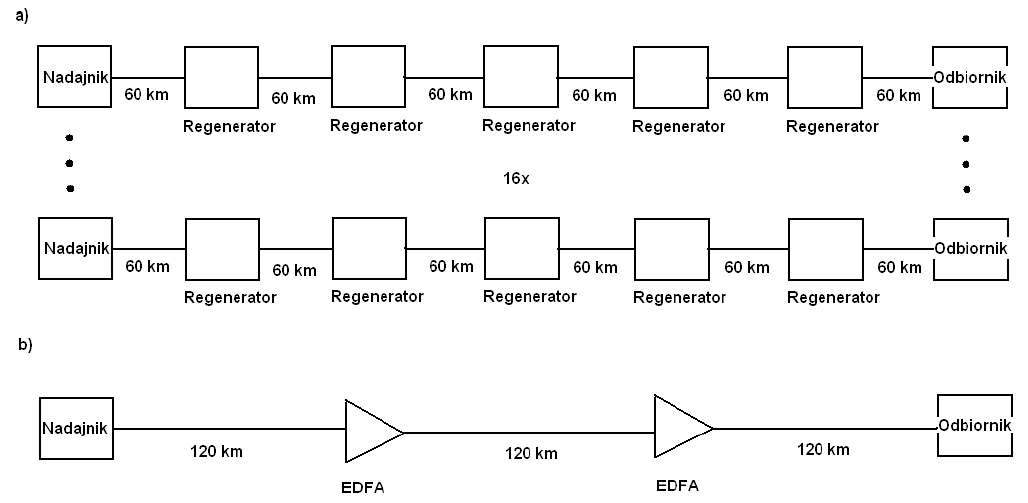 a)
Nadajnik
Odbiornik
60 km 60 km 60 km 60 km 60 km 60 km
Regenerator Regenerator Regenerator Regenerator Regenerator
16x
Nadajnik
Odbiornik
60 km 60 km 60 km 60 km 60 km 60 km
Regenerator Regenerator Regenerator Regenerator Regenerator
b)
Nadajnik
Odbiornik
120 km 120 km 120 km
EDFA EDFA